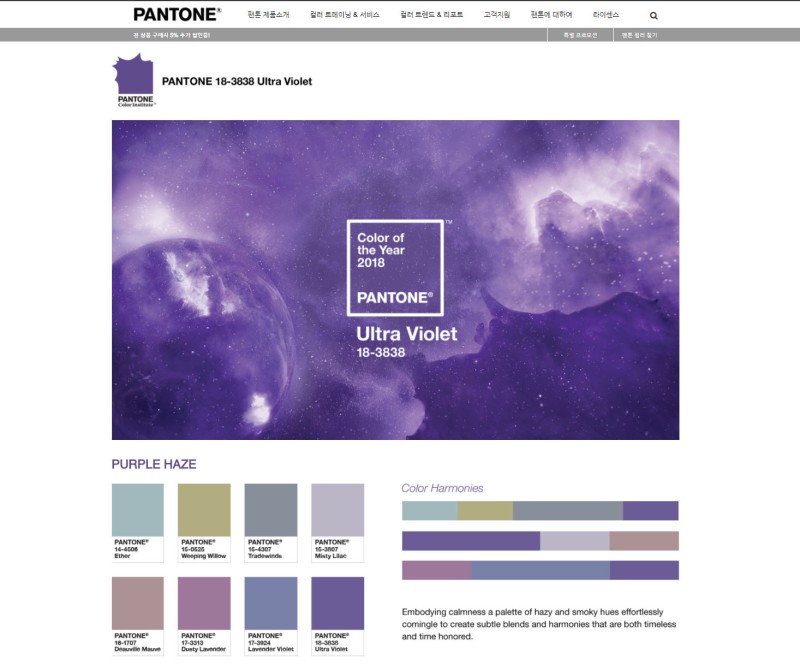 PANTONE®
팬톤 제품소개 컬러 트레이닝 & 서비스 컬러 트렌드 & 리포트 고객지원 팬톤에 대하여 라이센스
전 상품 구매시 5% 추가 할인중! 특별 프로모션 팬톤 컬러 찾기
PANTONE
Color Institute™
PANTONE 18-3838 Ultra Violet
Color of
the Year
2018
PANTONE®
TM
Ultra Violet
18-3838
PURPLE HAZE
PANTONE®
14-4506
Ether
PANTONE®
15-0525
Weeping Willow
PANTONE®
15-4307
Tradewinds
PANTONE®
15-3807
Misty Lilac
PANTONE®
16-1707
Deauville Mauve
PANTONE®
17-3313
Dusty Lavender
PANTONE®
17-3924
Lavender Violet
PANTONE®
18-3838
Ultra Violet
Color Harmonies
Embodying calmness a palette of hazy and smoky hues effortlessly
comingle to create subtle blends and harmonies that are both timeless
and time honored.